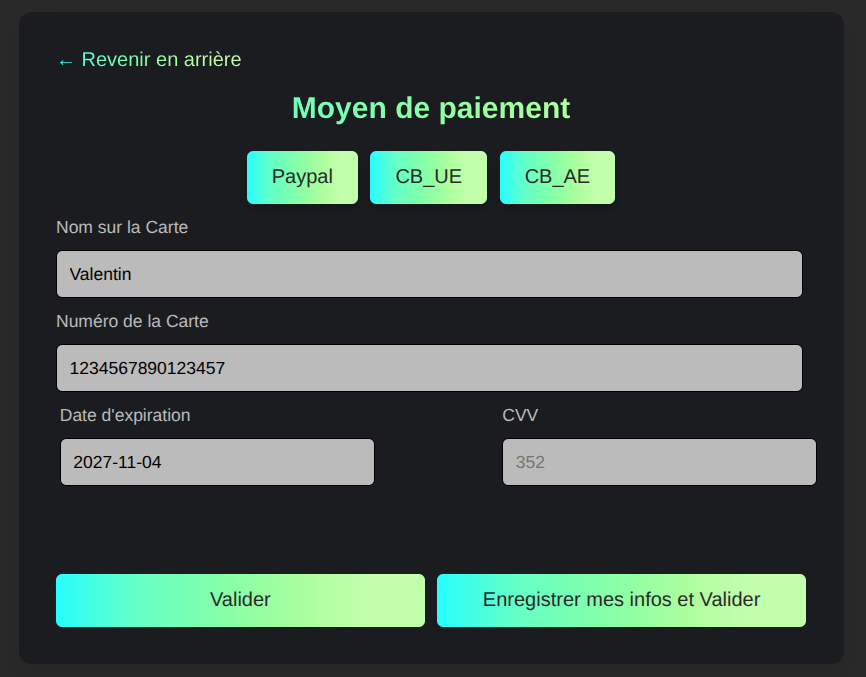 ← Revenir en arrière
Moyen de paiement
Paypal CB_UE CB_AE
Nom sur la Carte
Valentin
Numéro de la Carte
1234567890123457
Date d'expiration CVV
2027-11-04 352
Valider Enregistrer mes infos et Valider